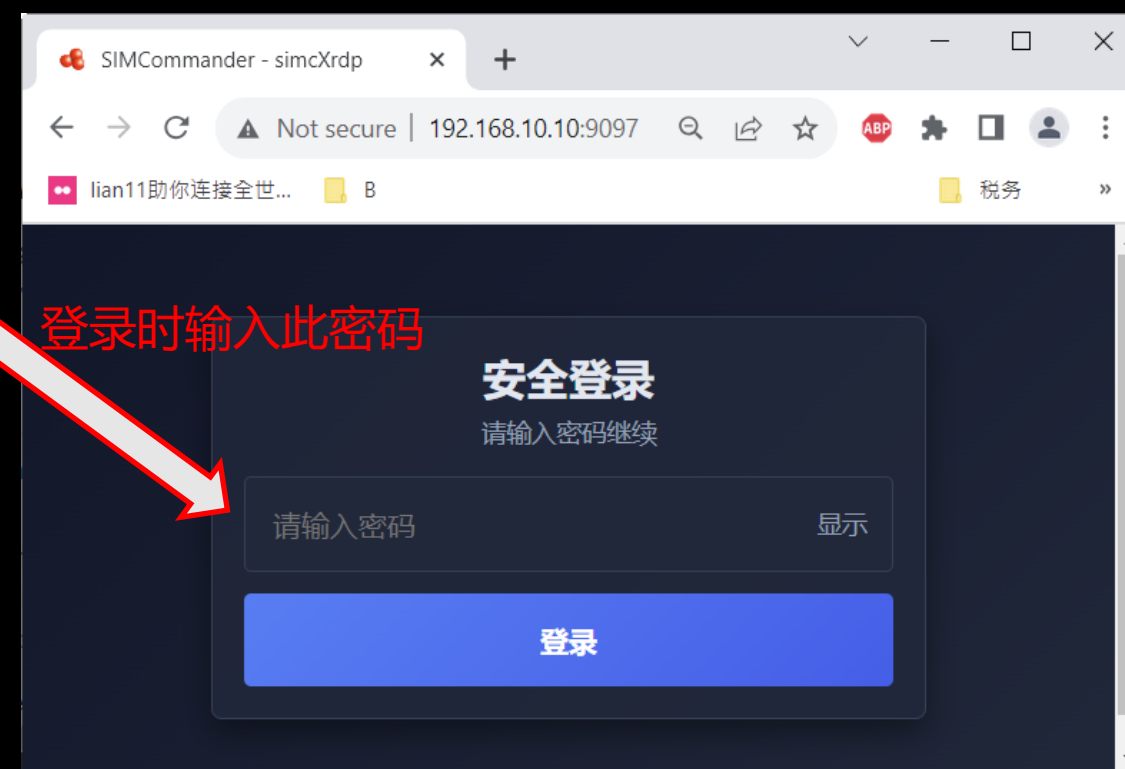 SIMCommander - simcXrdp
Not secure 192.168.10.10:9097
ABP
lian11助你连接全世... B 税务 »
登录时输入此密码
安全登录
请输入密码继续
请输入密码 显示
登录